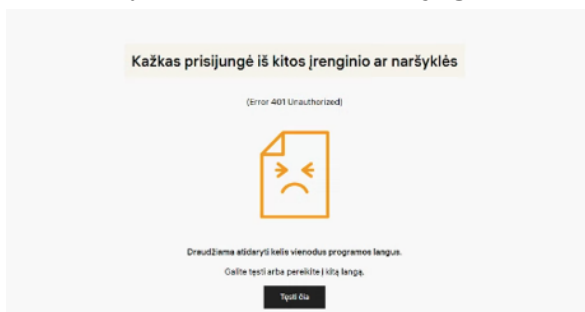 Kažkas prisijungė iš kitos įrenginio ar naršyklės
(Error 401 Unauthorized)
Draudžiama atidaryti kelis vienodus programos langus.
Galite tęsti arba pereikite į kitą langą.
Tęsti čia